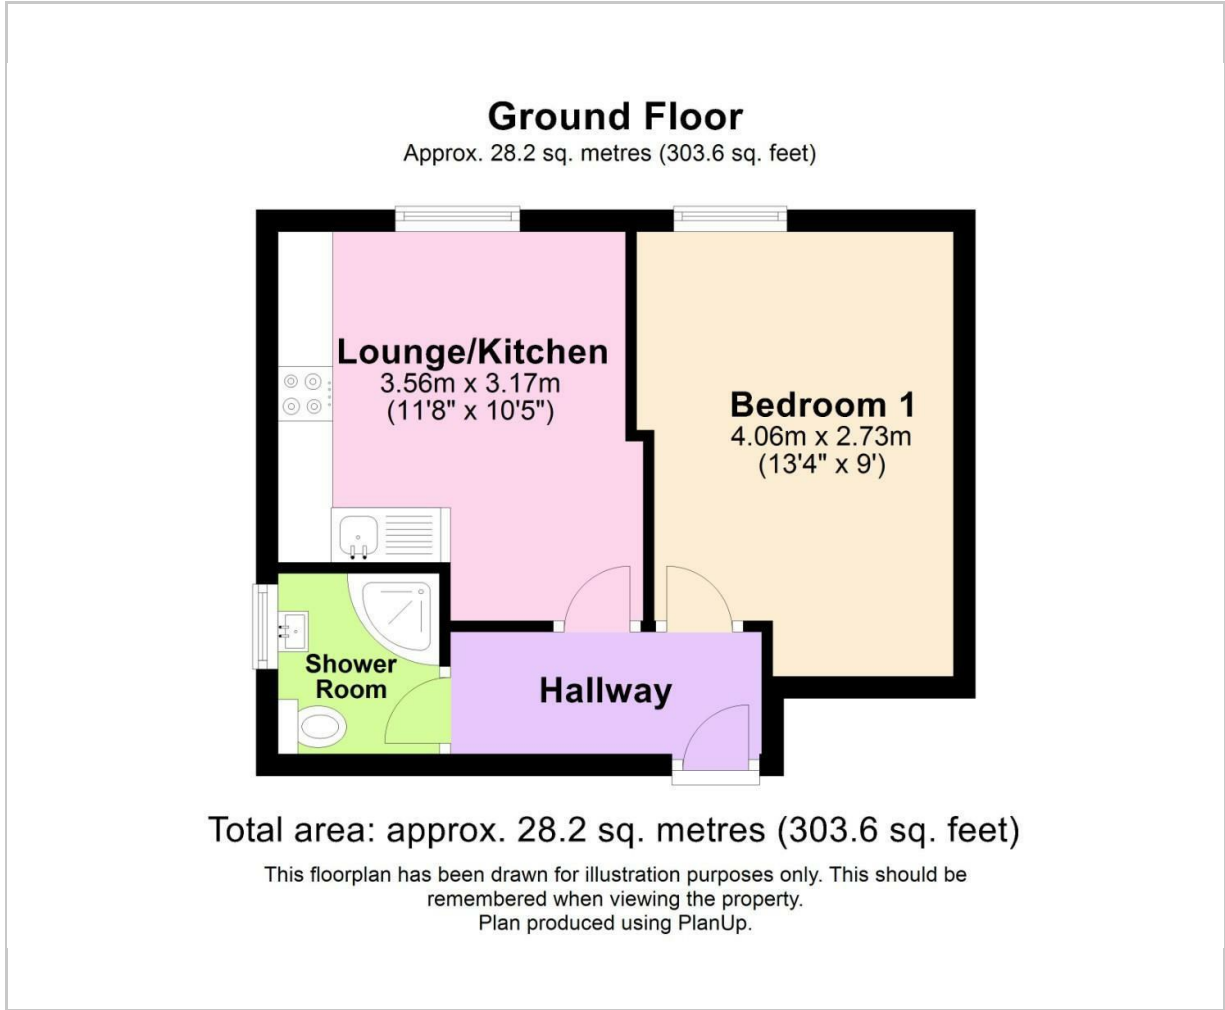 Ground Floor
Approx. 28.2 sq. metres (303.6 sq. feet)
Lounge/Kitchen
3.56m x 3.17m
(11'8" x 10'5")
Bedroom 1
4.06m x 2.73m
(13'4" x 9')
Shower
Room
Hallway
Total area: approx. 28.2 sq. metres (303.6 sq. feet)
This floorplan has been drawn for illustration purposes only. This should be
remembered when viewing the property.
Plan produced using PlanUp.